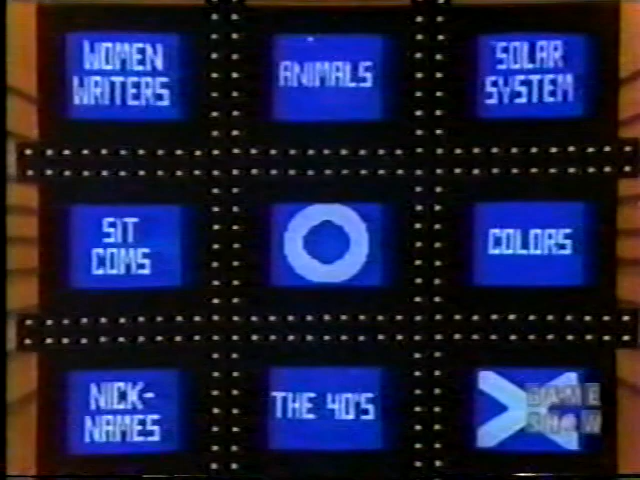 WOMEN
WRITERS
ANIMALS
SOLAR
SYSTEM
SIT
COMS
O
COLORS
NICK-
NAMES
THE 40'S
X
GAME
SHOW